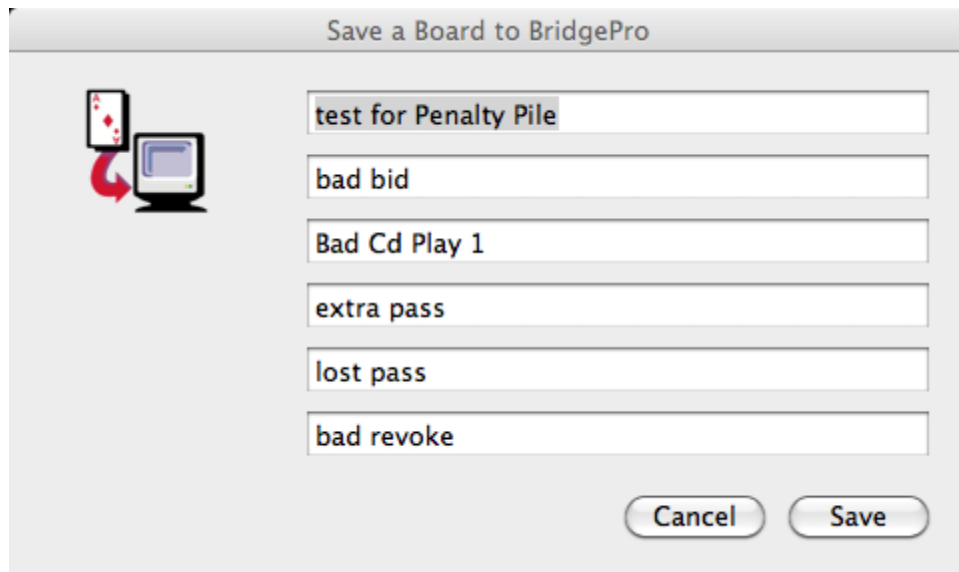 Save a Board to BridgePro
test for Penalty Pile
bad bid
Bad Cd Play 1
extra pass
lost pass
bad revoke
Cancel Save